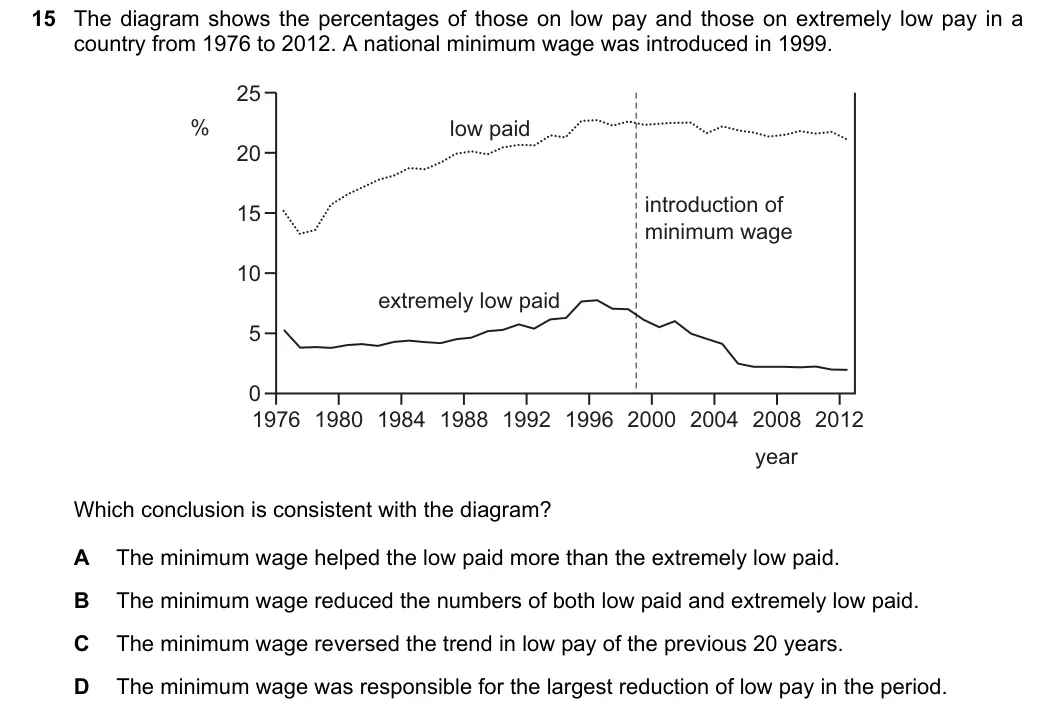 15 The diagram shows the percentages of those on low pay and those on extremely low pay in a
country from 1976 to 2012. A national minimum wage was introduced in 1999.
25
%
low paid
20
introduction of
minimum wage
15
10
extremely low paid
5
0
1976 1980 1984 1988 1992 1996 2000 2004 2008 2012
year
Which conclusion is consistent with the diagram?
A The minimum wage helped the low paid more than the extremely low paid.
B The minimum wage reduced the numbers of both low paid and extremely low paid.
C The minimum wage reversed the trend in low pay of the previous 20 years.
D The minimum wage was responsible for the largest reduction of low pay in the period.